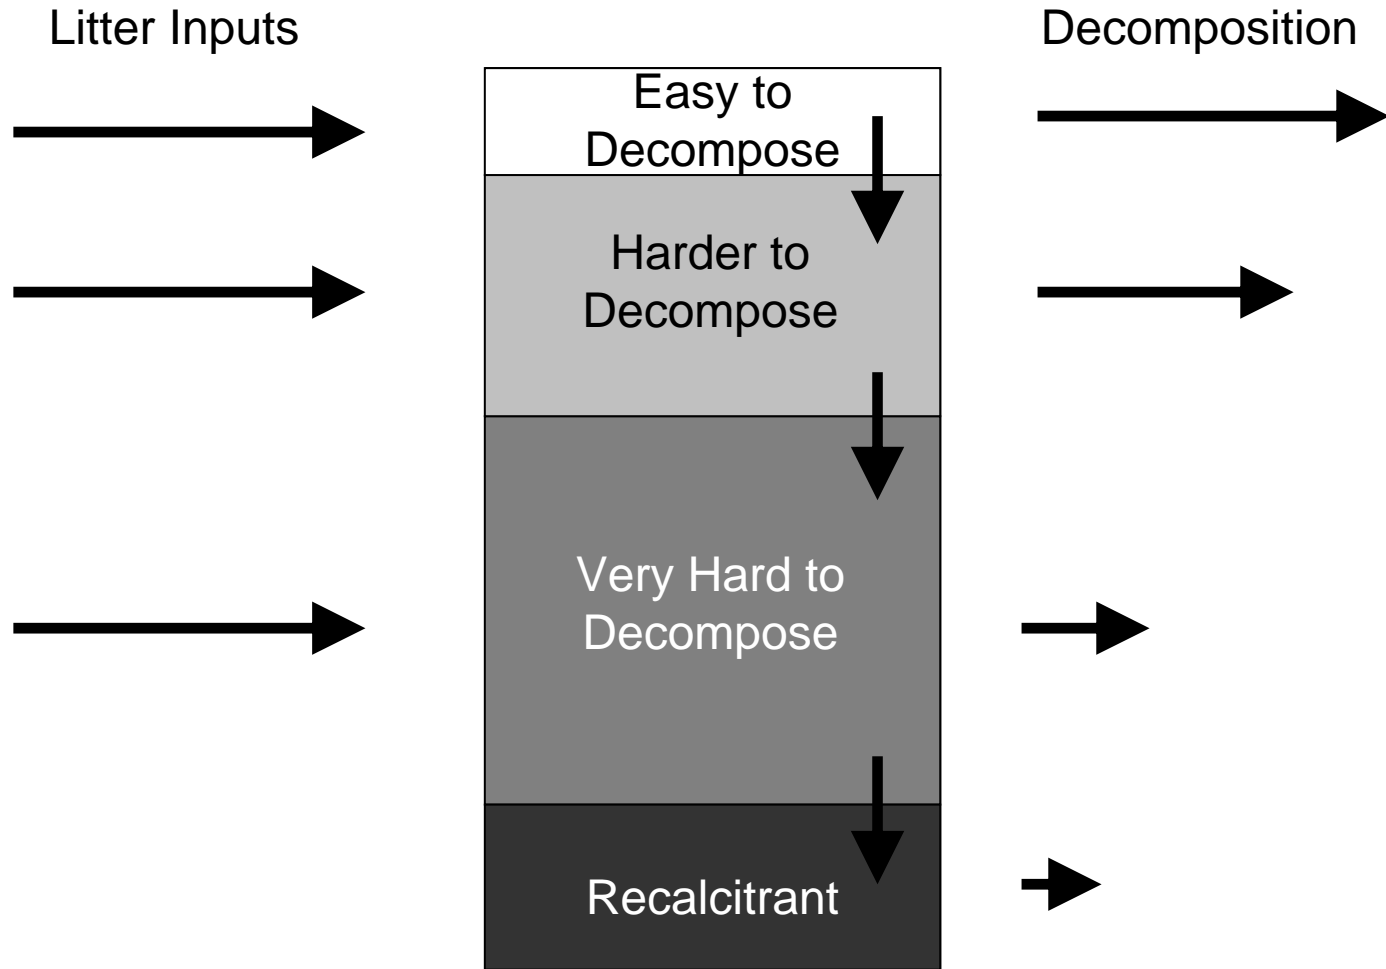 Litter Inputs
Decomposition
Easy to
Decompose
Harder to
Decompose
Very Hard to
Decompose
Recalcitrant